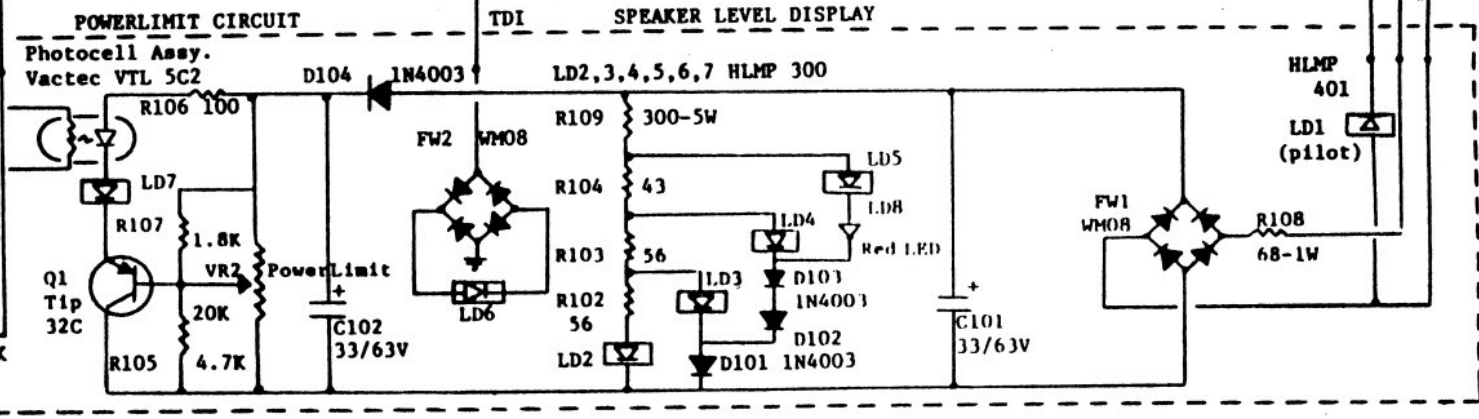 POWERLIMIT CIRCUIT
TDI
SPEAKER LEVEL DISPLAY
Photocell Assy.
Vactec VTL 5C2
D104
1N4003
LD2,3,4,5,6,7 HLMP 300
HLMP
401
R106 100
R109
300-5W
FW2
WM08
LD1
(pilot)
LD7
LD5
R104
43
LD8
FW1
WM08
R107
1.8K
LD4
R108
68-1W
Red LED
R103
56
VR2
PowerLimit
Q1
Tip
32C
LD3
D103
1N4003
20K
+
R102
56
LD6
+
C102
33/63V
C101
33/63V
D102
R105
4.7K
LD2
D101 1N4003
K